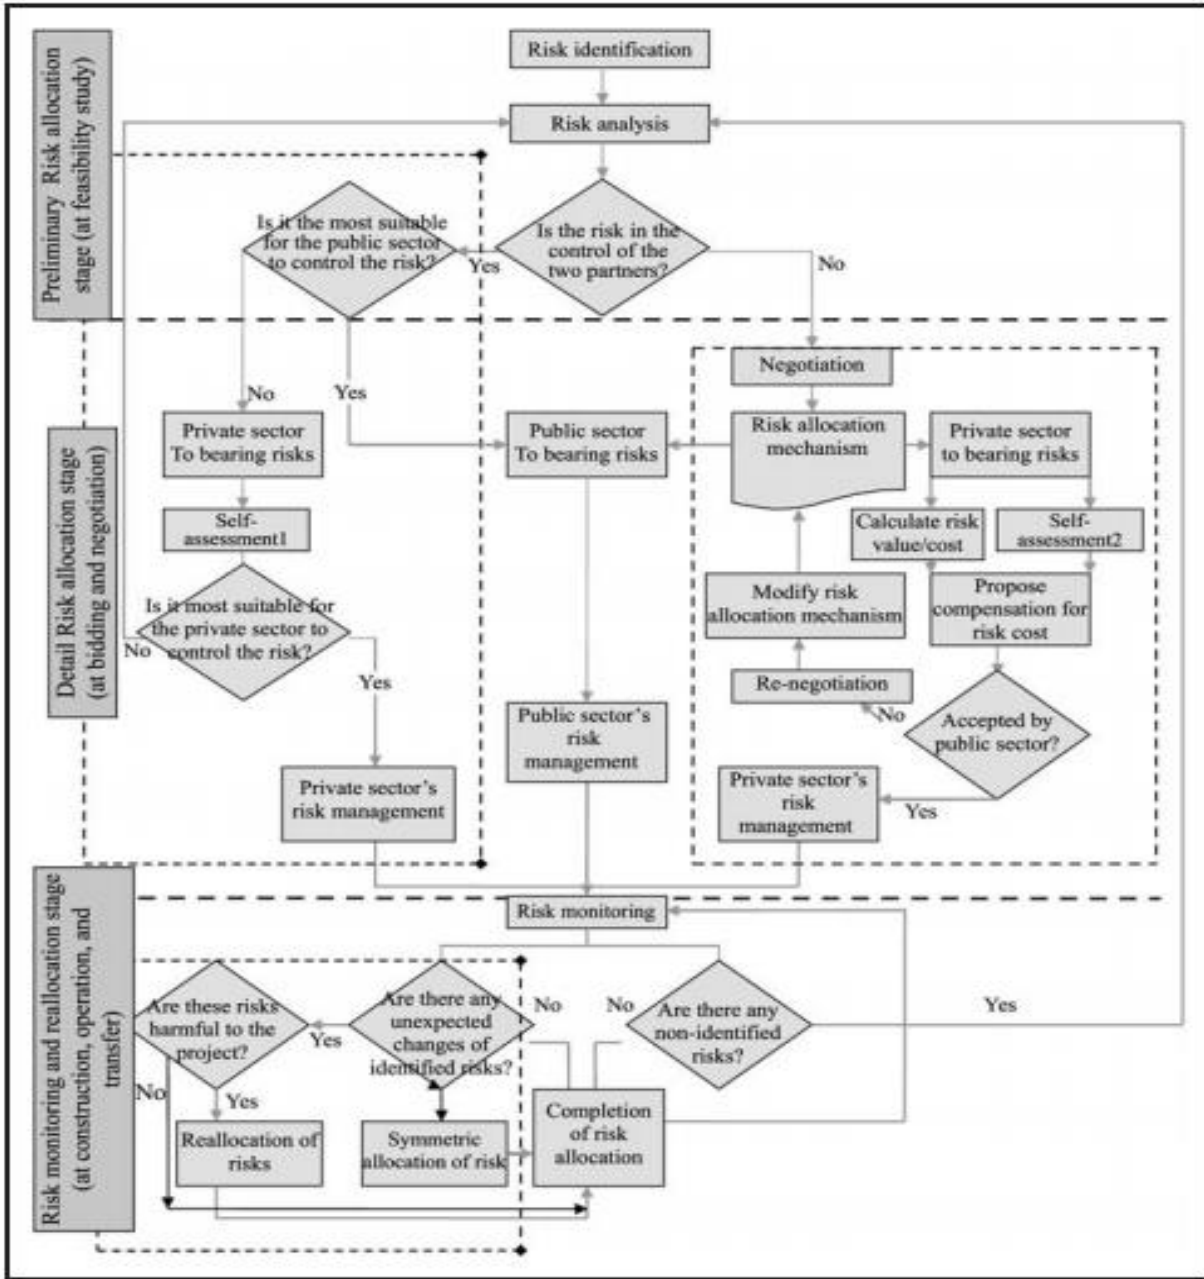 Preliminary Risk allocation
stage (at feasibility study)
Risk identification
Risk analysis
Is it the most suitable
for the public sector
to control the risk?
Yes
Is the risk in the
control of the
two partners?
No
Detail Risk allocation stage
(at bidding and negotiation)
No
Yes
Private sector
To bearing risks
Self-
assessment1
Is it most suitable for
the private sector to
control the risk?
No
Yes
Private sector's
risk management
Public sector
To bearing risks
Public sector's
risk
management
Negotiation
Risk allocation
mechanism
Private sector
to bearing risks
Calculate risk
value/cost
Self-
assessment2
Modify risk
allocation mechanism
Propose
compensation for
risk cost
Re-negotiation
No
Accepted by
public sector?
Private sector's
risk
management
Yes
Risk monitoring and reallocation stage
(at construction, operation, and
transfer)
Risk monitoring
Are these risks
harmful to the
project?
Yes
Are there any
unexpected
changes of
identified risks?
No
No
Are there any
non-identified
risks?
Yes
No
Yes
Reallocation of
risks
Symmetric
allocation of risk
Completion
of risk
allocation